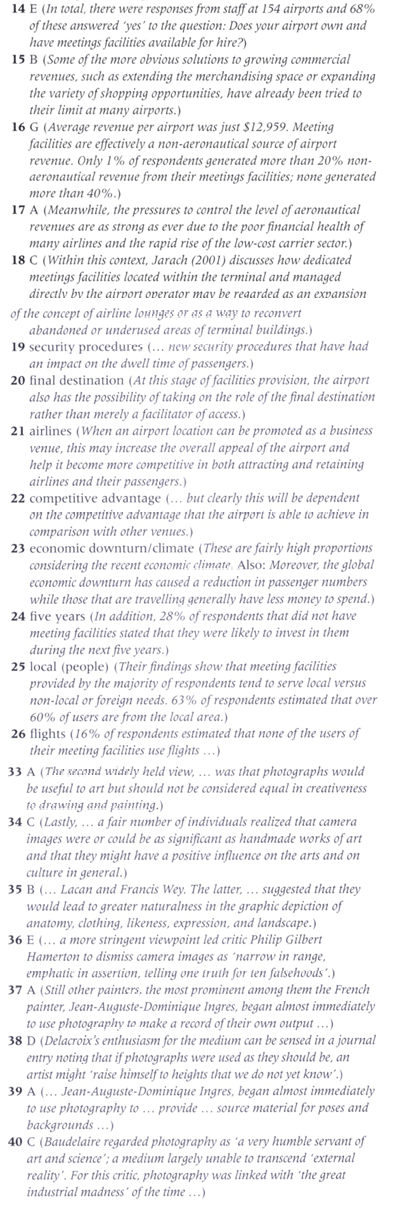 14 E (In total, there were responses from staff at 154 airports and 68%
of these answered ‘yes’ to the question: Does your airport own and
have meetings facilities available for hire?)
15 B (Some of the more obvious solutions to growing commercial
revenues, such as extending the merchandising space or expanding
the variety of shopping opportunities, have already been tried to
their limit at many airports.)
16 G (Average revenue per airport was just $12,959. Meeting
facilities are effectively a non-aeronautical source of airport
revenue. Only 1% of respondents generated more than 20% non-
aeronautical revenue from their meetings facilities; none generated
more than 40%.)
17 A (Meanwhile, the pressures to control the level of aeronautical
revenues are as strong as ever due to the poor financial health of
many airlines and the rapid rise of the low-cost carrier sector.)
18 C (Within this context, Jarach (2001) discusses how dedicated
meetings facilities located within the terminal and managed
directly by the airport operator may be regarded as an expansion
of the concept of airline lounges or as a way to reconvert
abandoned or underused areas of terminal buildings.)
19 security procedures (… new security procedures that have had
an impact on the dwell time of passengers.)
20 final destination (At this stage of facilities provision, the airport
also has the possibility of taking on the role of the final destination
rather than merely a facilitator of access.)
21 airlines (When an airport location can be promoted as a business
venue, this may increase the overall appeal of the airport and
help it become more competitive in both attracting and retaining
airlines and their passengers.)
22 competitive advantage (… but clearly this will be dependent
on the competitive advantage that the airport is able to achieve in
comparison with other venues.)
23 economic downturn/climate (These are fairly high proportions
considering the recent economic climate. Also: Moreover, the global
economic downturn has caused a reduction in passenger numbers
while those that are travelling generally have less money to spend.)
24 five years (In addition, 28% of respondents that did not have
meeting facilities stated that they were likely to invest in them
during the next five years.)
25 local (people) (Their findings show that meeting facilities
provided by the majority of respondents tend to serve local versus
non-local or foreign needs. 63% of respondents estimated that over
60% of users are from the local area.)
26 flights (16% of respondents estimated that none of the users of
their meeting facilities use flights …)
33 A (The second widely held view, … was that photographs would
be useful to art but should not be considered equal in creativeness
to drawing and painting.)
34 C (Lastly, … a fair number of individuals realized that camera
images were or could be as significant as handmade works of art
and that they might have a positive influence on the arts and on
culture in general.)
35 B (… Lacan and Francis Wey. The latter, … suggested that they
would lead to greater naturalness in the graphic depiction of
anatomy, clothing, likeness, expression, and landscape.)
36 E (… a more stringent viewpoint led critic Philip Gilbert
Hamerton to dismiss camera images as ‘narrow in range,
emphatic in assertion, telling one truth for ten falsehoods’.)
37 A (Still other painters, the most prominent among them the French
painter, Jean-Auguste-Dominique Ingres, began almost immediately
to use photography to make a record of their own output …)
38 D (Delacroix’s enthusiasm for the medium can be sensed in a journal
entry noting that if photographs were used as they should be, an
artist might ‘raise himself to heights that we do not yet know’.)
39 A (… Jean-Auguste-Dominique Ingres, began almost immediately
to use photography to … provide … source material for poses and
backgrounds …)
40 C (Baudelaire regarded photography as ‘a very humble servant of
art and science’; a medium largely unable to transcend ‘external
reality’. For this critic, photography was linked with ‘the great
industrial madness’ of the time …)